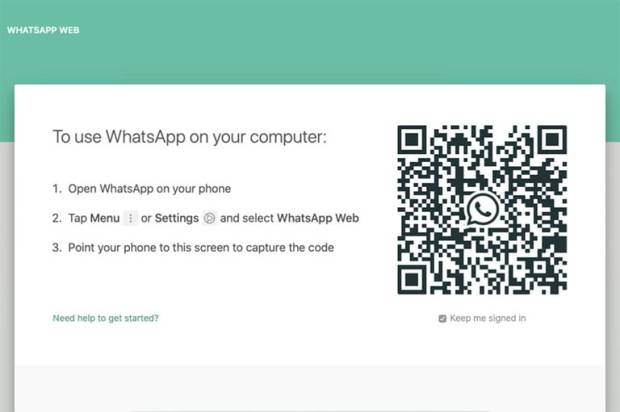 WHATSAPP WEB
To use WhatsApp on your computer:
1. Open WhatsApp on your phone
2. Tap Menu or Settings and select WhatsApp Web
3. Point your phone to this screen to capture the code
Need help to get started?
Keep me signed in